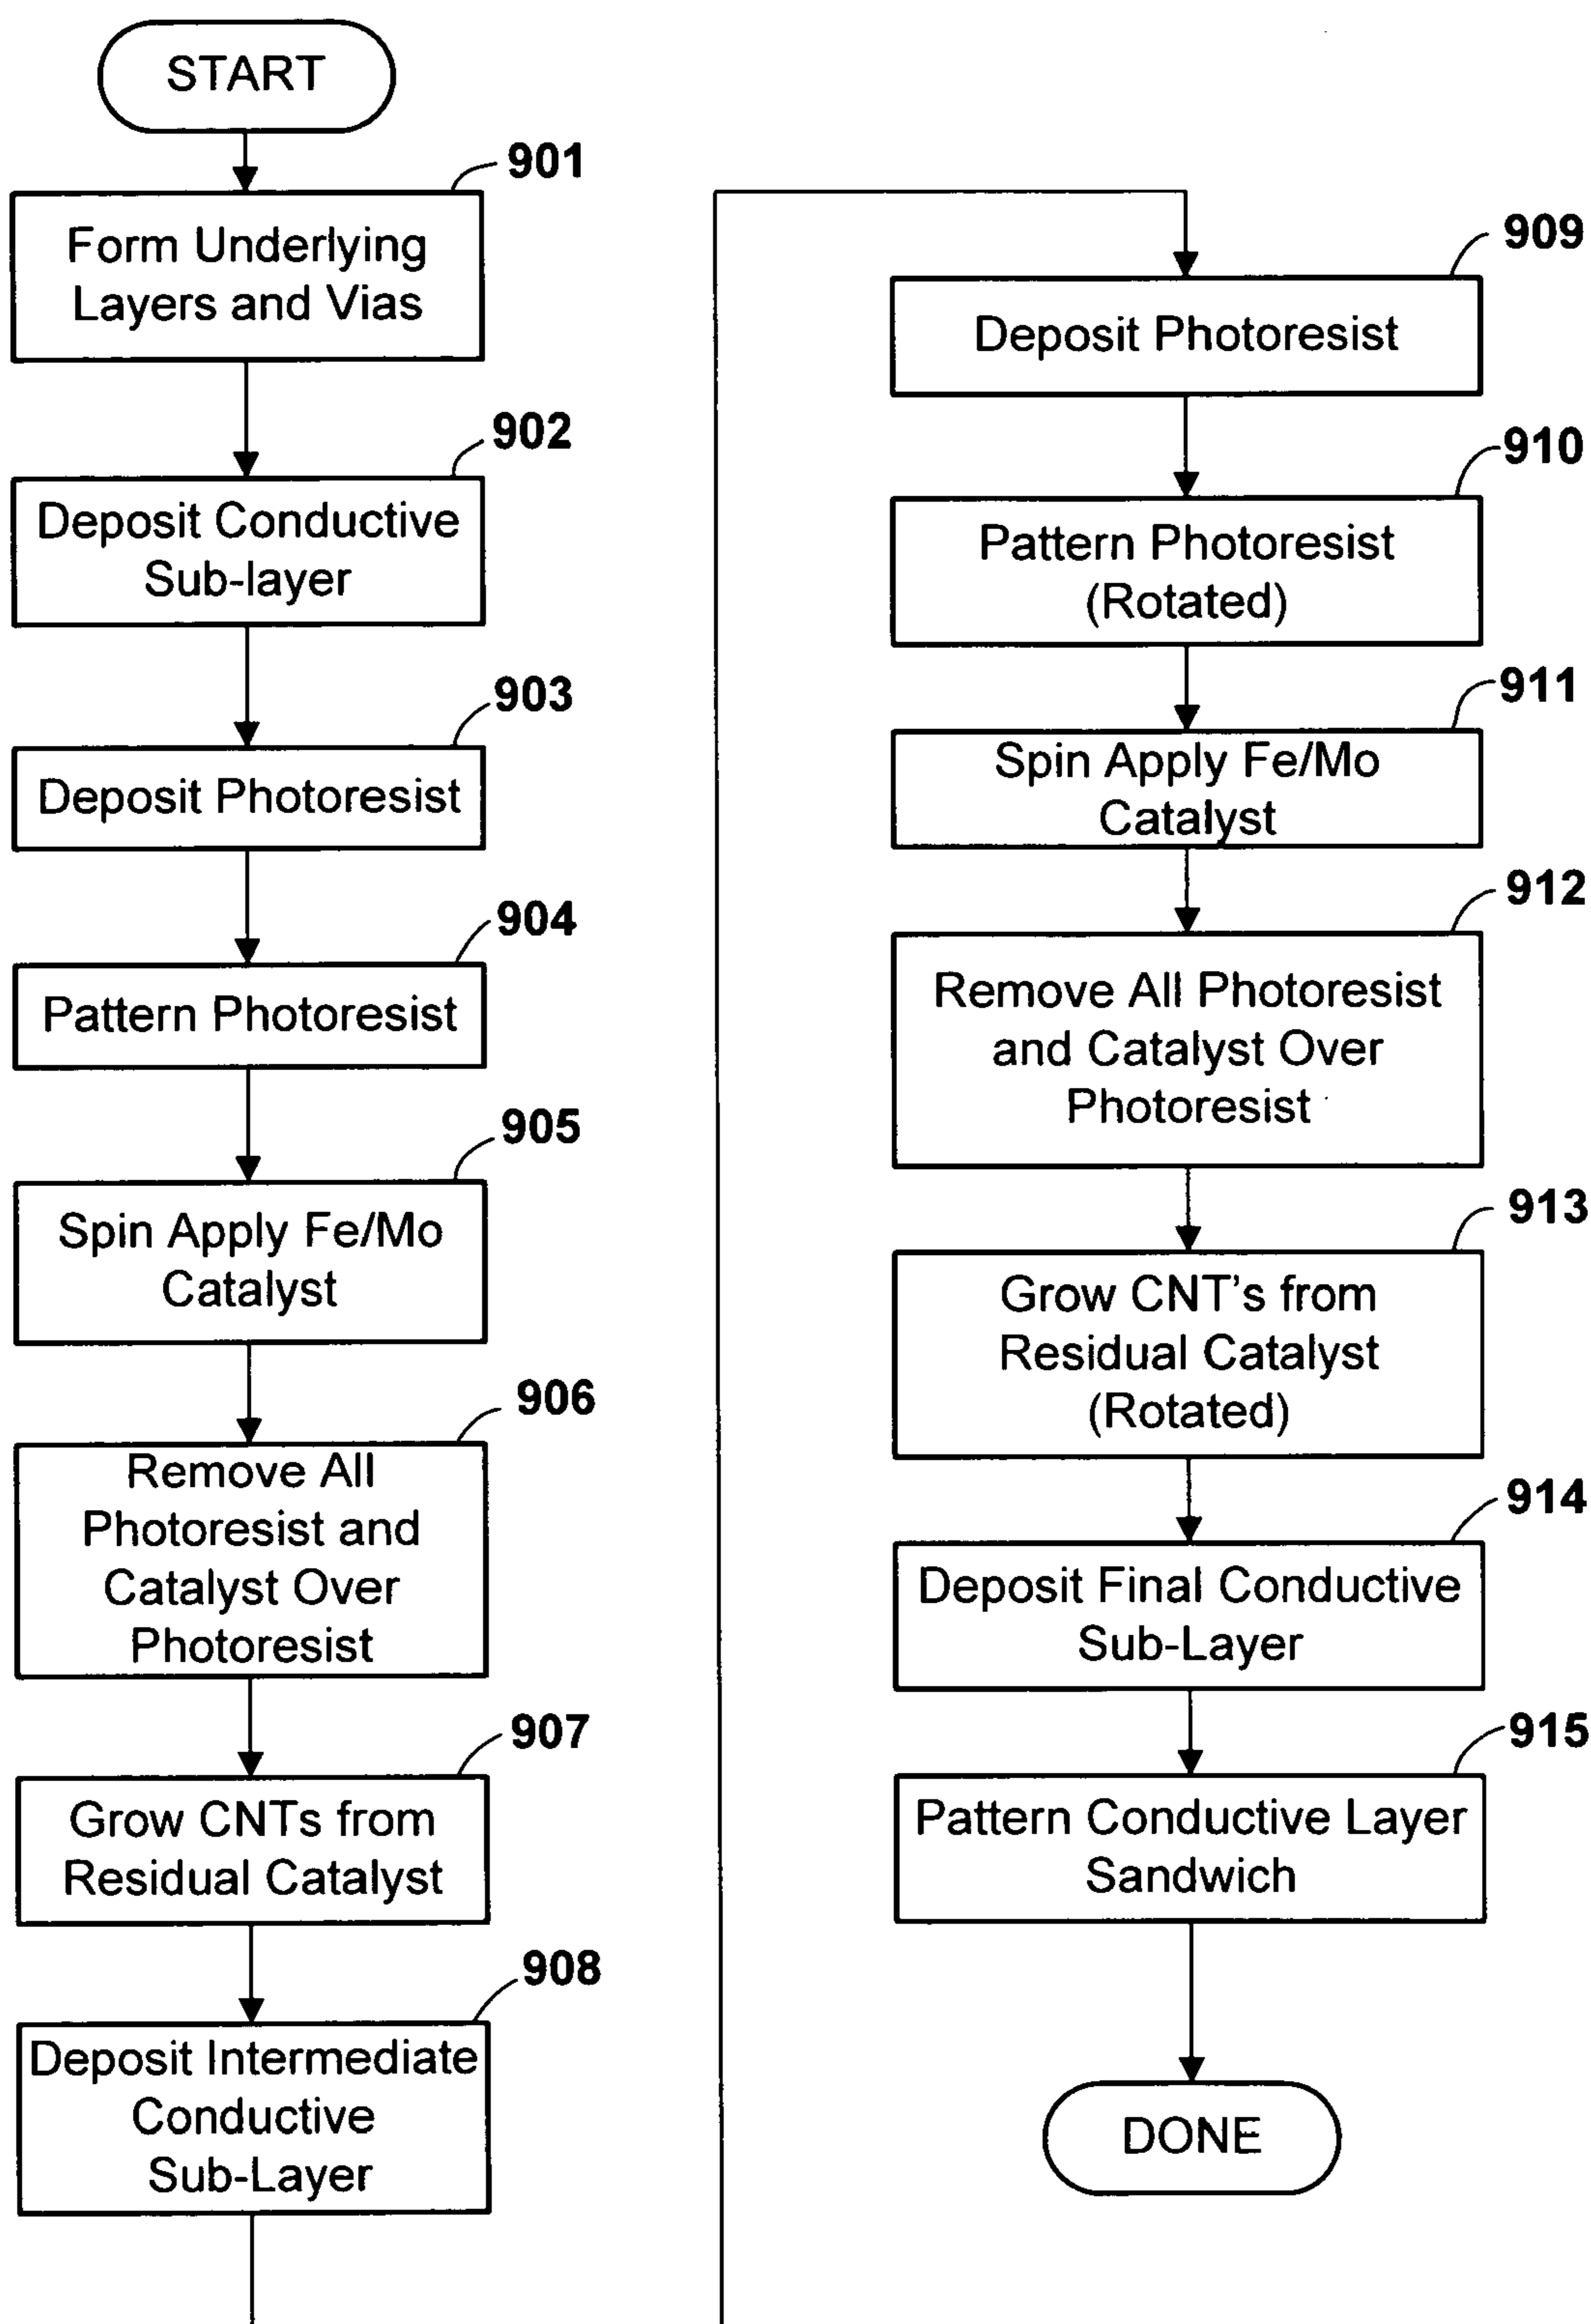 START
901
Form Underlying
Layers and Vias
902
Deposit Conductive
Sub-layer
903
Deposit Photoresist
904
Pattern Photoresist
905
Spin Apply Fe/Mo
Catalyst
906
Remove All
Photoresist and
Catalyst Over
Photoresist
907
Grow CNTs from
Residual Catalyst
908
Deposit Intermediate
Conductive
Sub-Layer
909
Deposit Photoresist
910
Pattern Photoresist
(Rotated)
911
Spin Apply Fe/Mo
Catalyst
912
Remove All Photoresist
and Catalyst Over
Photoresist
913
Grow CNT's from
Residual Catalyst
(Rotated)
914
Deposit Final Conductive
Sub-Layer
915
Pattern Conductive Layer
Sandwich
DONE